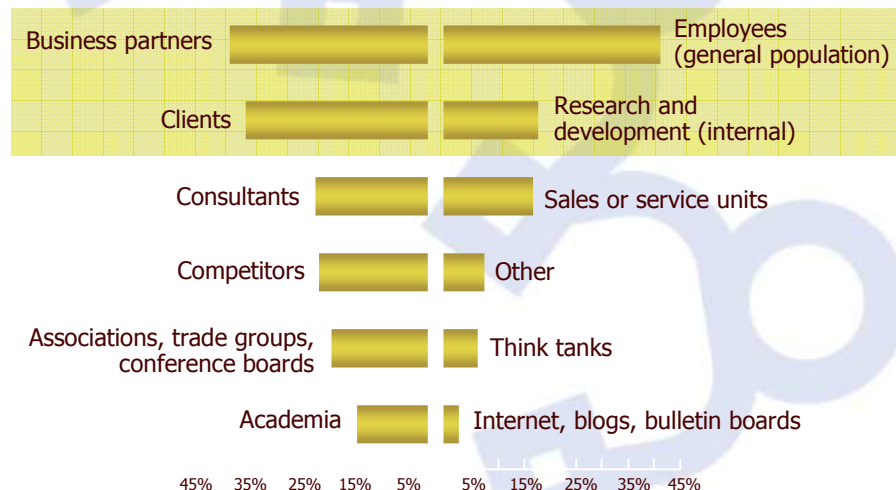 Business partners
Employees
(general population)
Clients
Research and
development (internal)
Consultants
Sales or service units
Competitors
Other
Associations, trade groups,
conference boards
Think tanks
Academia
Internet, blogs, bulletin boards
45% 35% 25% 15% 5% 5% 15% 25% 35% 45%